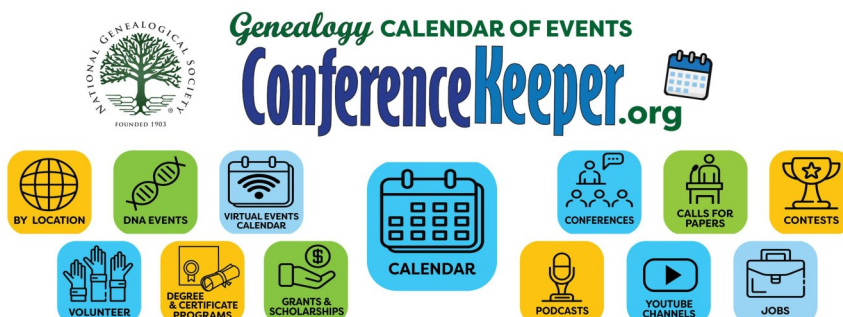 Genealogy CALENDAR OF EVENTS
NATIONAL GENEALOGICAL SOCIETY
®
FOUNDED 1903
ConferenceKeeper.org
BY LOCATION
DNA EVENTS
VIRTUAL EVENTS
CALENDAR
CALENDAR
CONFERENCES
CALLS FOR
PAPERS
CONTESTS
VOLUNTEER
DEGREE
& CERTIFICATE
PROGRAMS
$
GRANTS &
SCHOLARSHIPS
PODCASTS
YOUTUBE
CHANNELS
JOBS